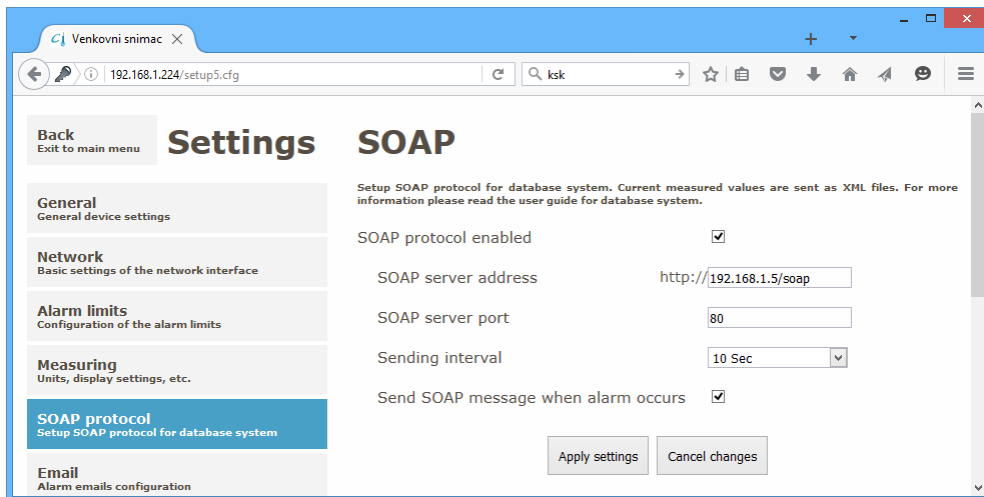 Venkovni snimac
192.168.1.224/setup5.cfg
ksk
Back
Exit to main menu
Settings
General
General device settings
Network
Basic settings of the network interface
Alarm limits
Configuration of the alarm limits
Measuring
Units, display settings, etc.
SOAP protocol
Setup SOAP protocol for database system
Email
Alarm emails configuration
SOAP
Setup SOAP protocol for database system. Current measured values are sent as XML files. For more
information please read the user guide for database system.
SOAP protocol enabled
SOAP server address http://192.168.1.5/soap
SOAP server port 80
Sending interval 10 Sec
Send SOAP message when alarm occurs
Apply settings Cancel changes